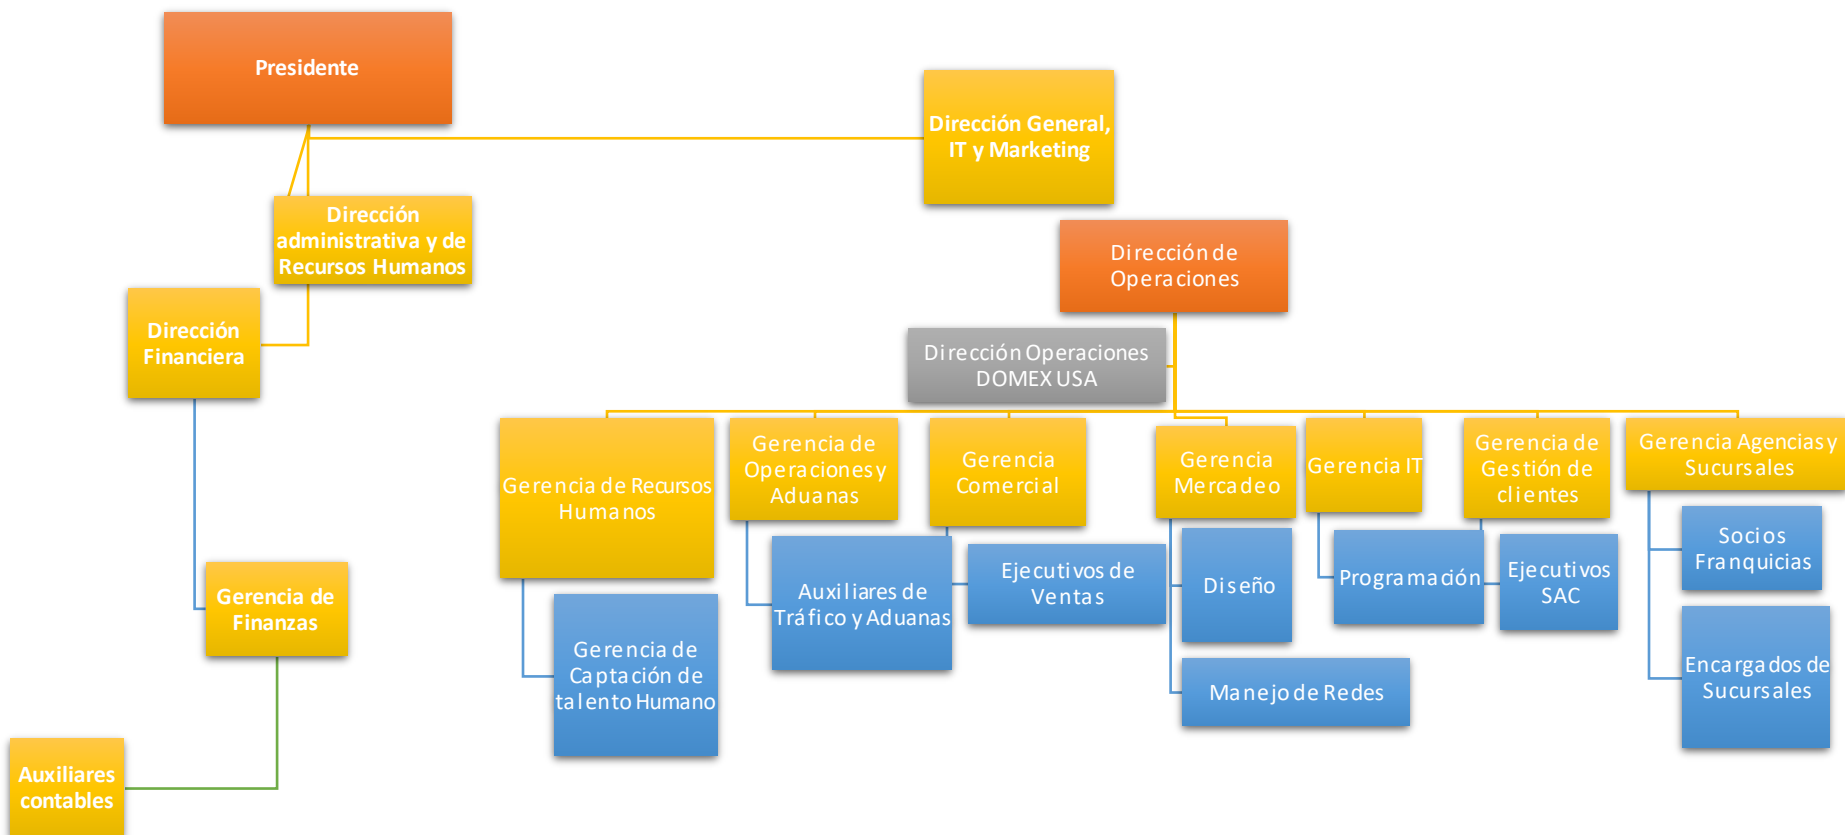 Presidente
Dirección General,
IT y Marketing
Dirección
administrativa y de
Recursos Humanos
Dirección de
Operaciones
Dirección
Financiera
Dirección Operaciones
DOMEX USA
Gerencia de Recursos
Humanos
Gerencia de
Operaciones y
Aduanas
Gerencia
Comercial
Gerencia
Mercadeo
Gerencia IT
Gerencia de
Gestión de
clientes
Gerencia Agencias y
Sucursales
Gerencia de
Finanzas
Gerencia de
Captación de
talento Humano
Auxiliares de
Tráfico y Aduanas
Ejecutivos de
Ventas
Diseño
Manejo de Redes
Programación
Ejecutivos
SAC
Socios
Franquicias
Encargados de
Sucursales
Auxiliares
contables